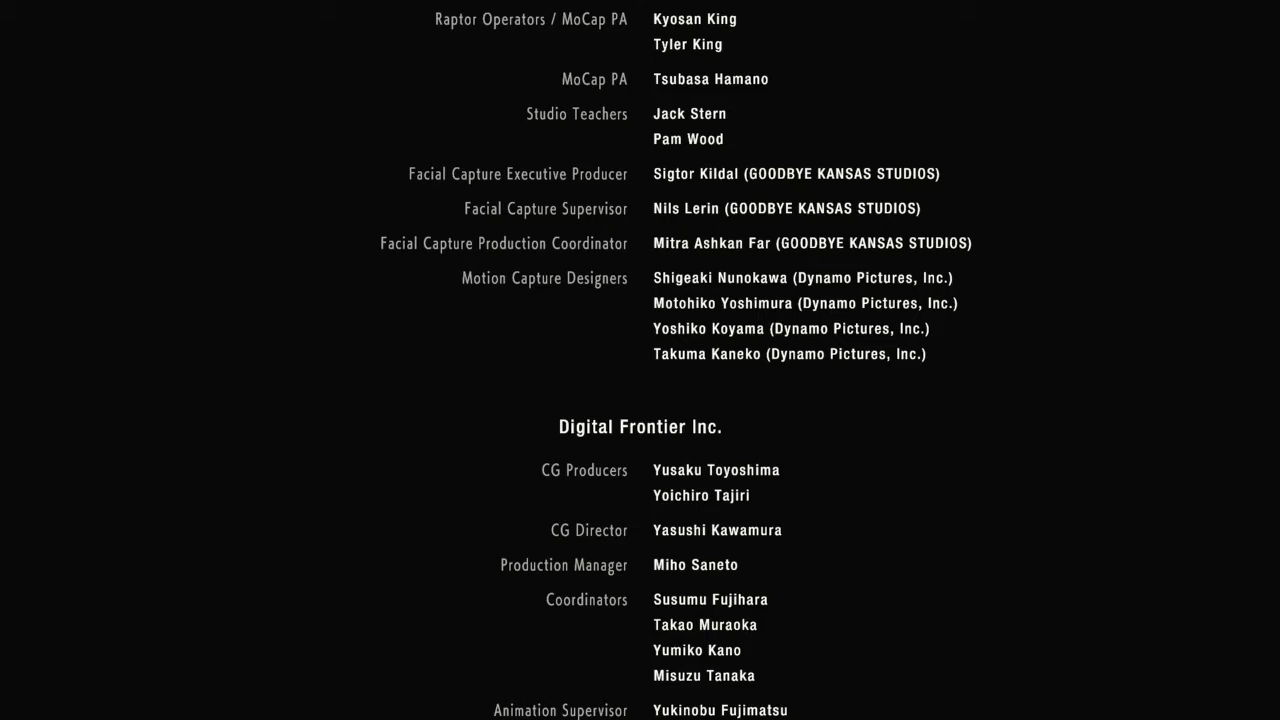 Raptor Operators / MoCap PA Kyosan King
Tyler King
MoCap PA Tsubasa Hamano
Studio Teachers Jack Stern
Pam Wood
Facial Capture Executive Producer Sigtor Kildal (GOODBYE KANSAS STUDIOS)
Facial Capture Supervisor Nils Lerin (GOODBYE KANSAS STUDIOS)
Facial Capture Production Coordinator Mitra Ashkan Far (GOODBYE KANSAS STUDIOS)
Motion Capture Designers Shigeaki Nunokawa (Dynamo Pictures, Inc.)
Motohiko Yoshimura (Dynamo Pictures, Inc.)
Yoshiko Koyama (Dynamo Pictures, Inc.)
Takuma Kaneko (Dynamo Pictures, Inc.)
Digital Frontier Inc.
CG Producers Yusaku Toyoshima
Yoichiro Tajiri
CG Director Yasushi Kawamura
Production Manager Miho Saneto
Coordinators Susumu Fujihara
Takao Muraoka
Yumiko Kano
Misuzu Tanaka
Animation Supervisor Yukinobu Fujimatsu